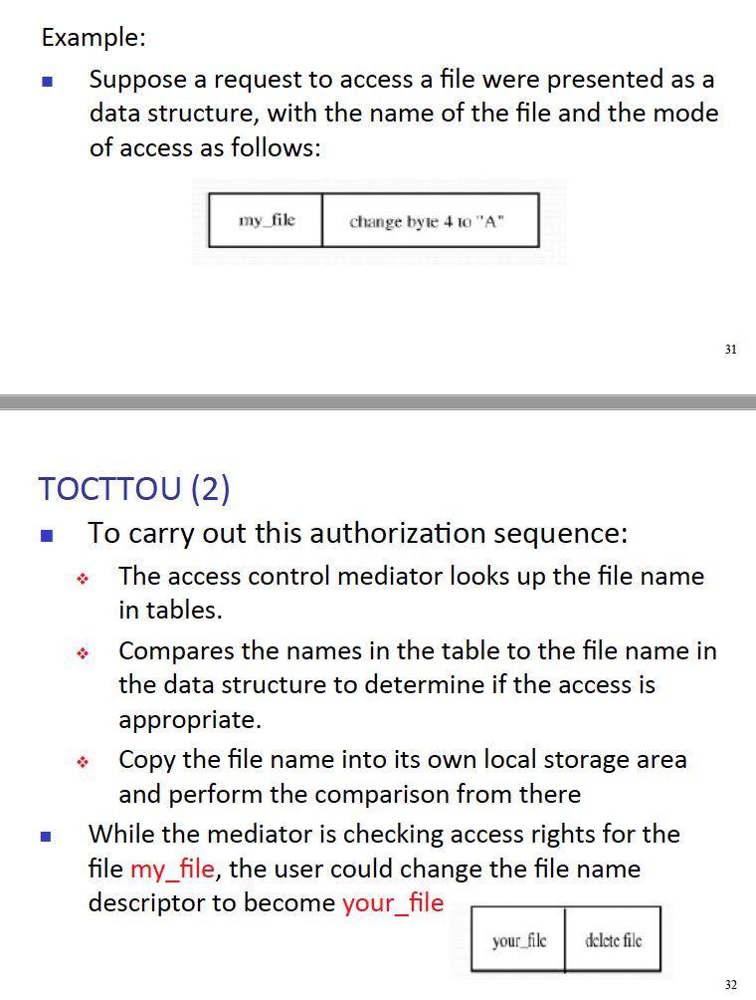 Example:
Suppose a request to access a file were presented as a
data structure, with the name of the file and the mode
of access as follows:
my_file change byte 4 to "A"
31
TOCTTOU (2)
To carry out this authorization sequence:
The access control mediator looks up the file name
in tables.
Compares the names in the table to the file name in
the data structure to determine if the access is
appropriate.
Copy the file name into its own local storage area
and perform the comparison from there
While the mediator is checking access rights for the
file my_file, the user could change the file name
descriptor to become your_file
your_file delete file
32